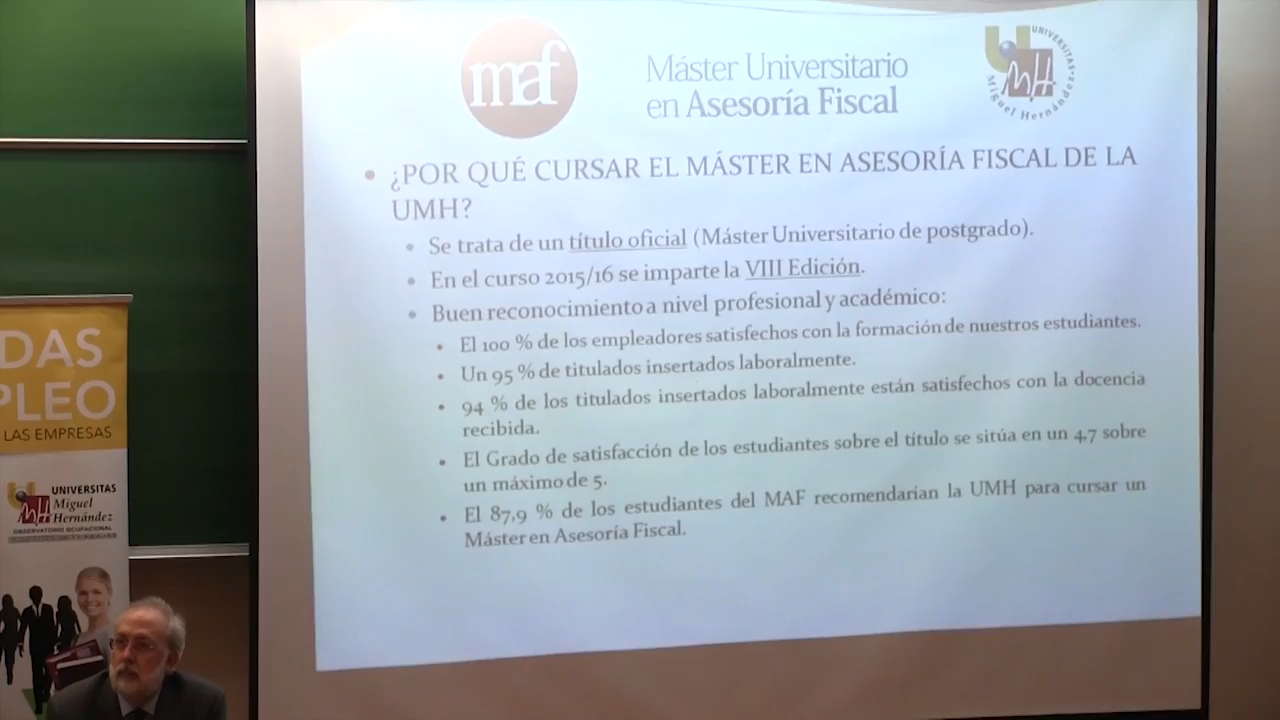 maf
Máster Universitario
en Asesoría Fiscal
UNIVERSITAS
Miguel Hernández
• ¿POR QUÉ CURSAR EL MÁSTER EN ASESORÍA FISCAL DE LA
UMH?
• Se trata de un título oficial (Máster Universitario de postgrado).
• En el curso 2015/16 se imparte la VIII Edición.
• Buen reconocimiento a nivel profesional y académico:
• El 100 % de los empleadores satisfechos con la formación de nuestros estudiantes.
• Un 95 % de titulados insertados laboralmente.
• 94 % de los titulados insertados laboralmente están satisfechos con la docencia
recibida.
• El Grado de satisfacción de los estudiantes sobre el título se sitúa en un 4,7 sobre
un máximo de 5.
• El 87,9 % de los estudiantes del MAF recomendarían la UMH para cursar un
Máster en Asesoría Fiscal.
DAS
PLEO
LAS EMPRESAS
UNIVERSITAS
Miguel
Hernández
OBSERVATORIO OCUPACIONAL